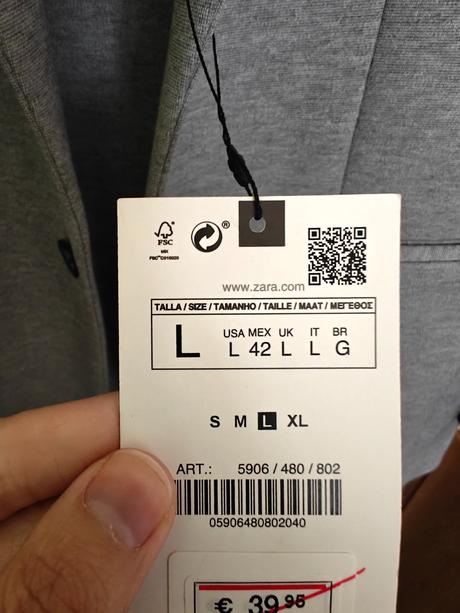 FSC
MIX
®
www.zara.com
TALLA / SIZE / TAMANHO / TAILLE / MAAT / ΜΕΓΕΘΟΣ
L
USA MEX UK IT BR
L 42 L L G
S M L XL
ART.: 5906 / 480 / 802
05906480802040
€ 39,95